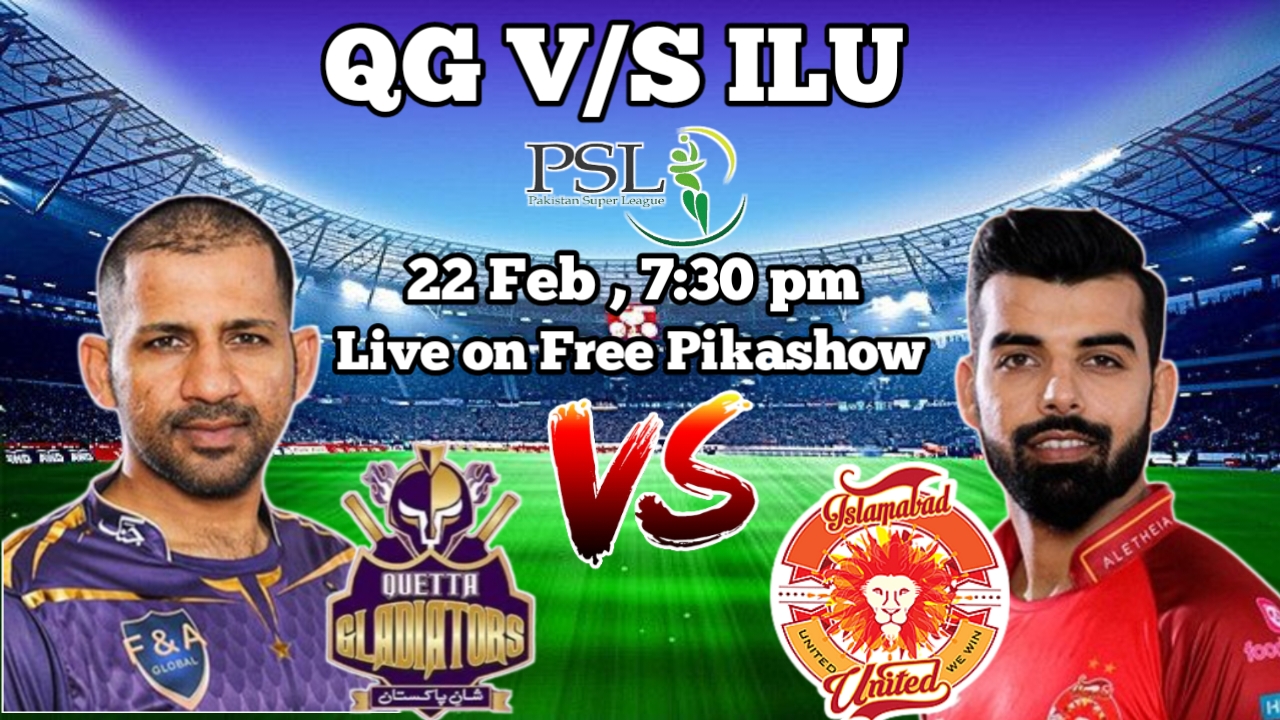 QG V/S ILU
PSL
Pakistan Super League
22 Feb , 7:30 pm
Live on Free Pikashow
VS
QUETTA
GLADIATORS
شان پاکستان
Islamabad
United
UNITED
WE WIN
F&A
GLOBAL
ALETHEIA
foo
H